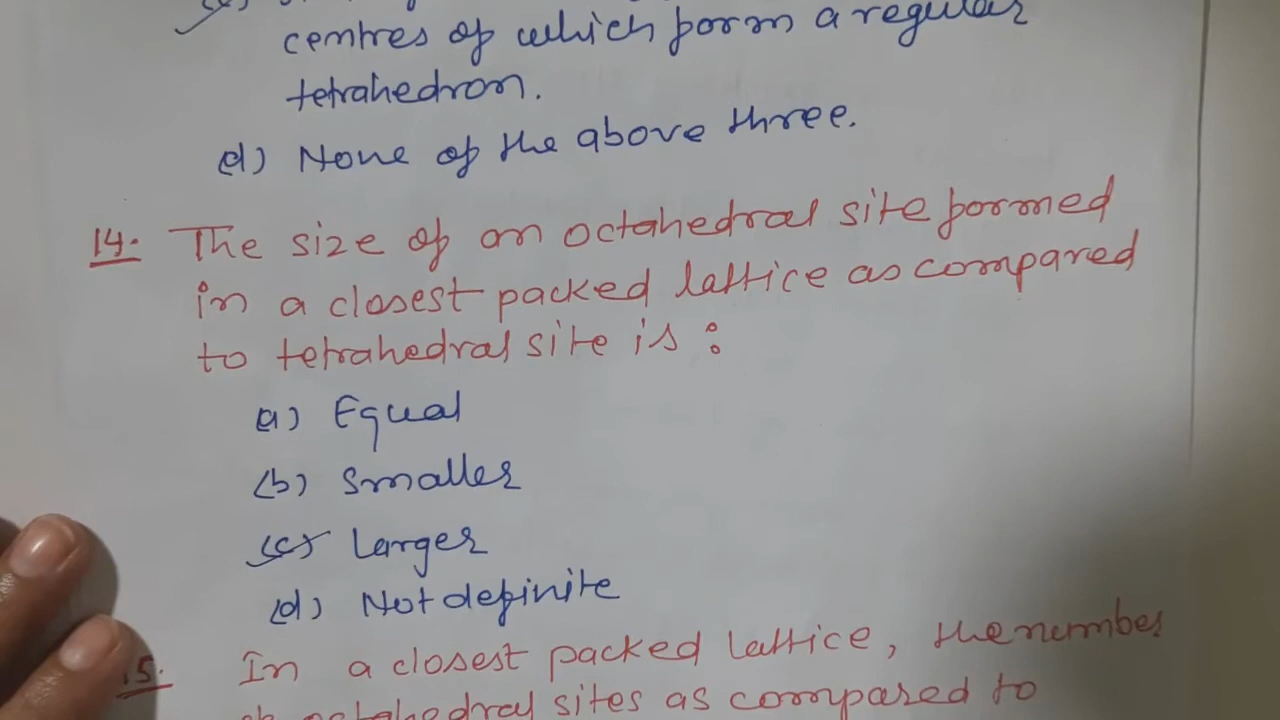 centres of which form a regular
tetrahedron.
d) None of the above three.
14. The size of an octahedral site formed
in a closest packed lattice as compared
to tetrahedral site is :
a) Equal
(b) Smaller
(c) Larger
(d) Not definite
15. In a closest packed lattice, the number
of octahedral sites as compared to